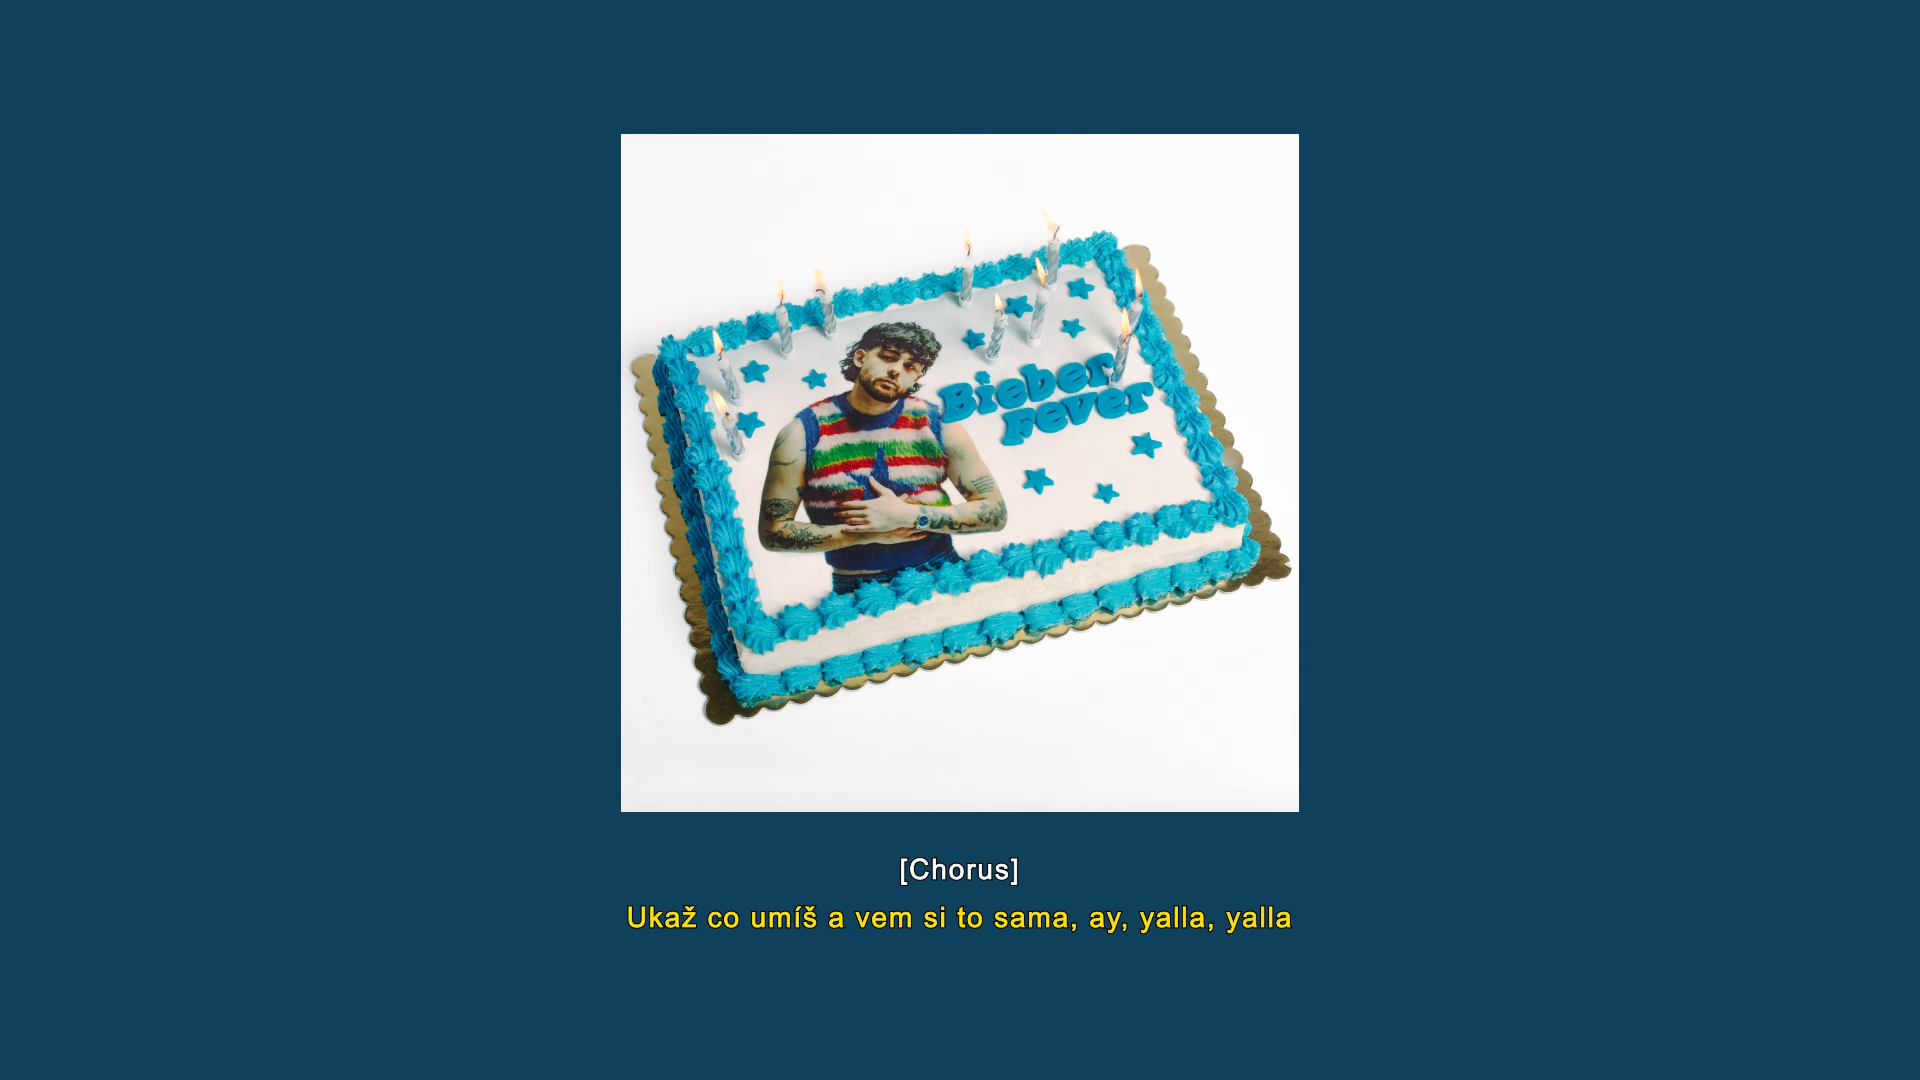 Bieber
Fever
[Chorus]
Ukaž co umíš a vem si to sama, ay, yalla, yalla